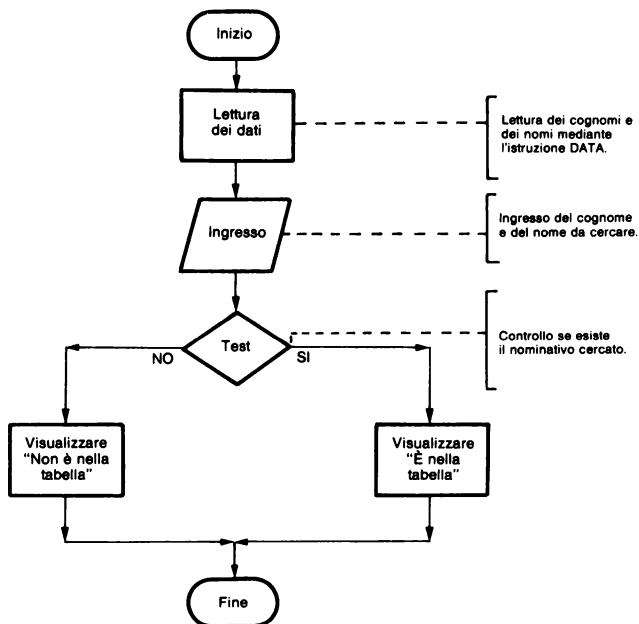 Inizio
Lettura
dei dati
Lettura dei cognomi e
dei nomi mediante
l'istruzione DATA.
Ingresso
Ingresso del cognome
e del nome da cercare.
Test
NO
SI
Controllo se esiste
il nominativo cercato.
Visualizzare
“Non è nella
tabella”
Visualizzare
“È nella
tabella”
Fine